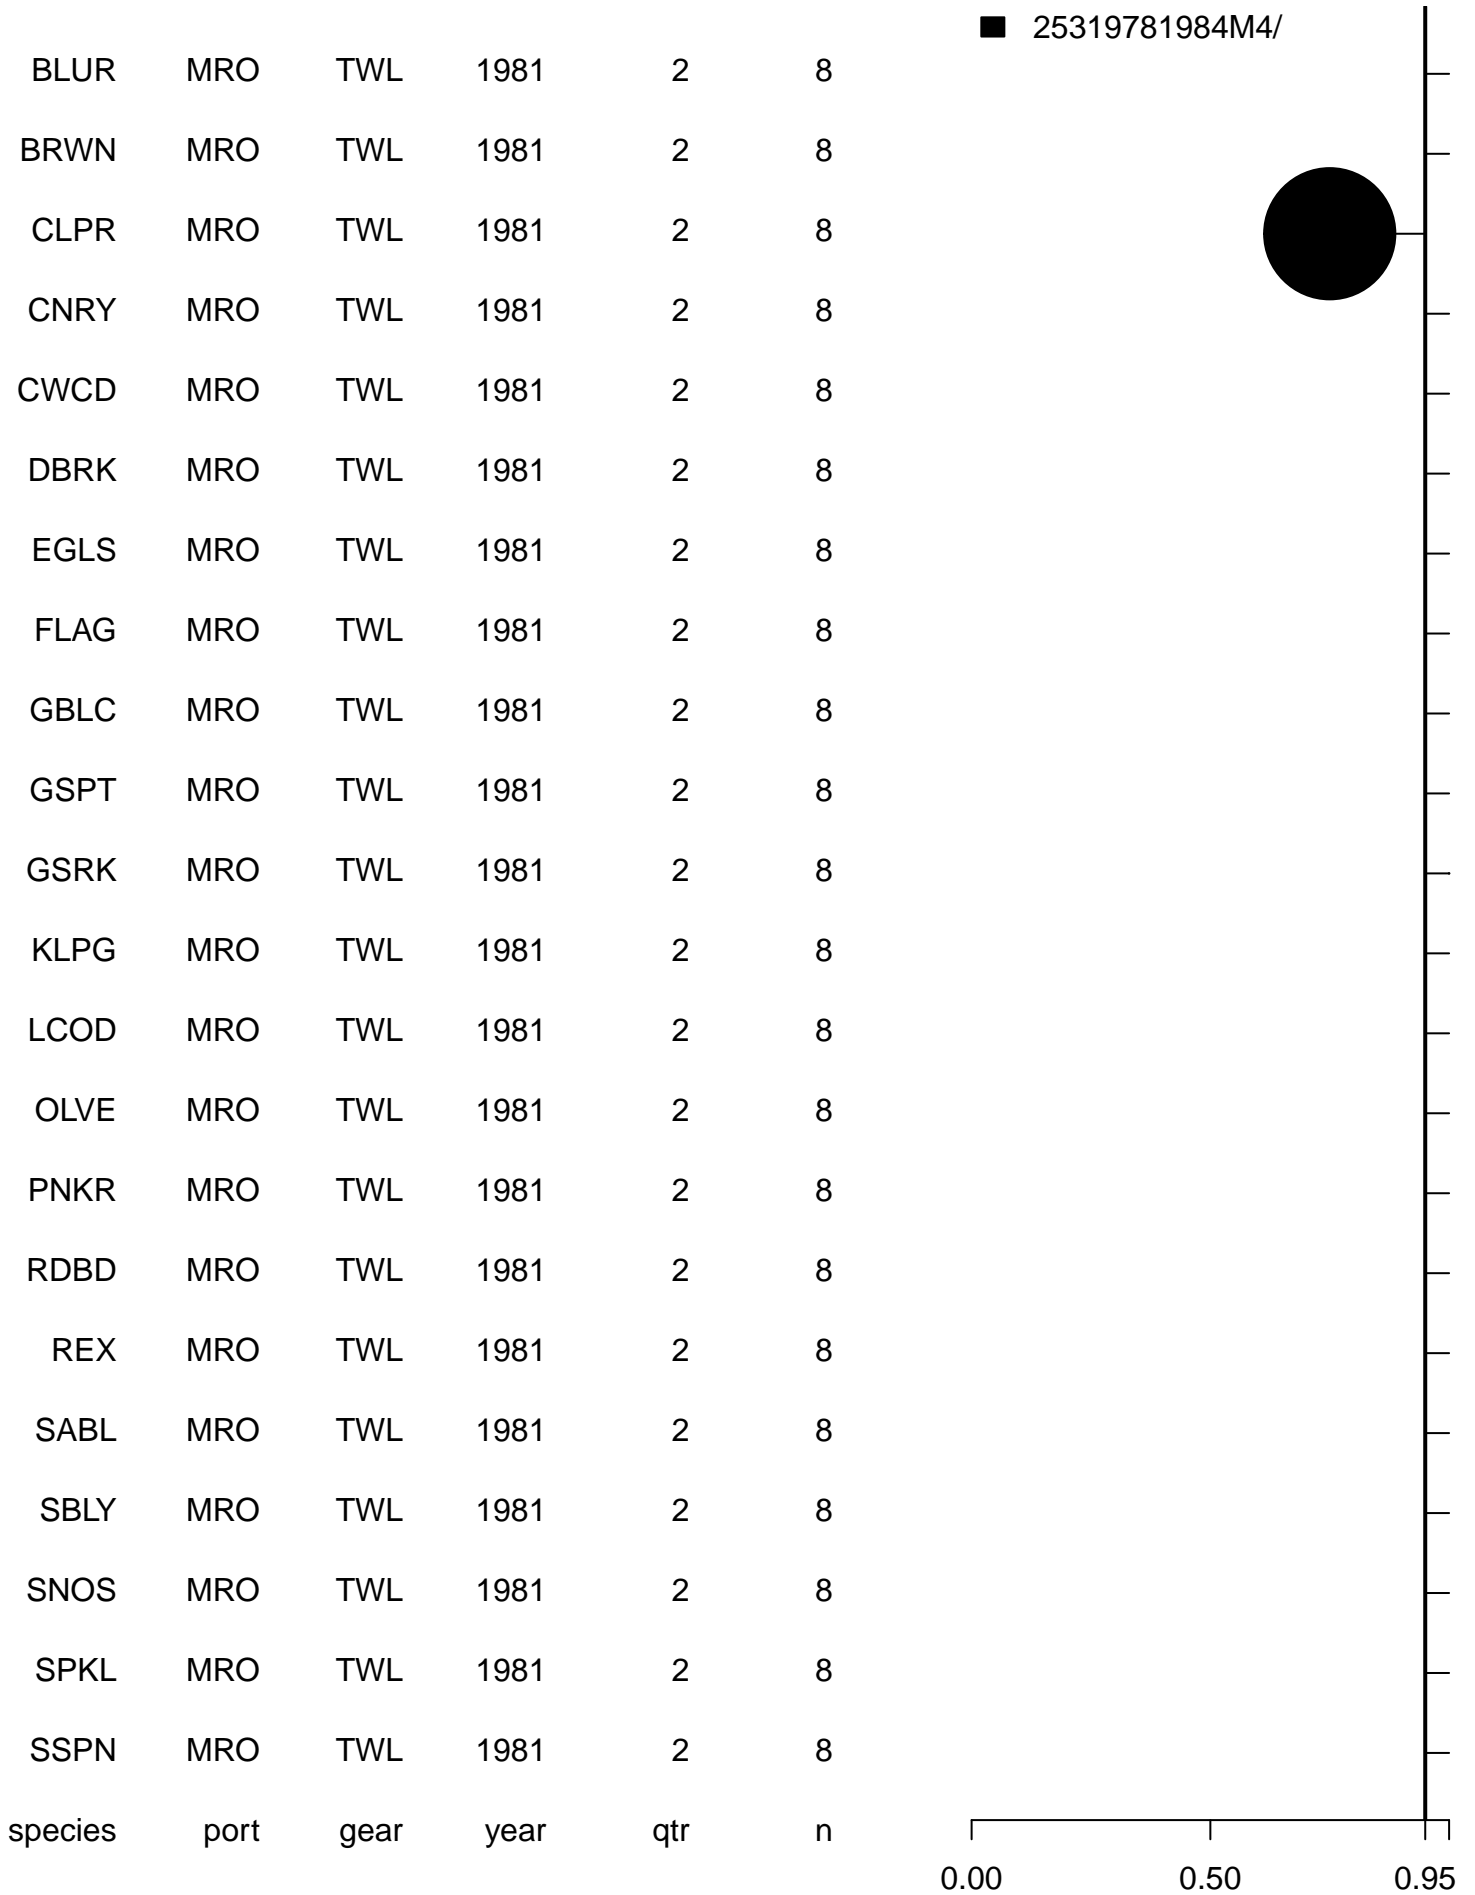 25319781984M4/
BLUR MRO TWL 1981 2 8
BRWN MRO TWL 1981 2 8
CLPR MRO TWL 1981 2 8
CNRY MRO TWL 1981 2 8
CWCD MRO TWL 1981 2 8
DBRK MRO TWL 1981 2 8
EGLS MRO TWL 1981 2 8
FLAG MRO TWL 1981 2 8
GBLC MRO TWL 1981 2 8
GSPT MRO TWL 1981 2 8
GSRK MRO TWL 1981 2 8
KLPG MRO TWL 1981 2 8
LCOD MRO TWL 1981 2 8
OLVE MRO TWL 1981 2 8
PNKR MRO TWL 1981 2 8
RDBD MRO TWL 1981 2 8
REX MRO TWL 1981 2 8
SABL MRO TWL 1981 2 8
SBLY MRO TWL 1981 2 8
SNOS MRO TWL 1981 2 8
SPKL MRO TWL 1981 2 8
SSPN MRO TWL 1981 2 8
species port gear year qtr n
0.00 0.50 0.95